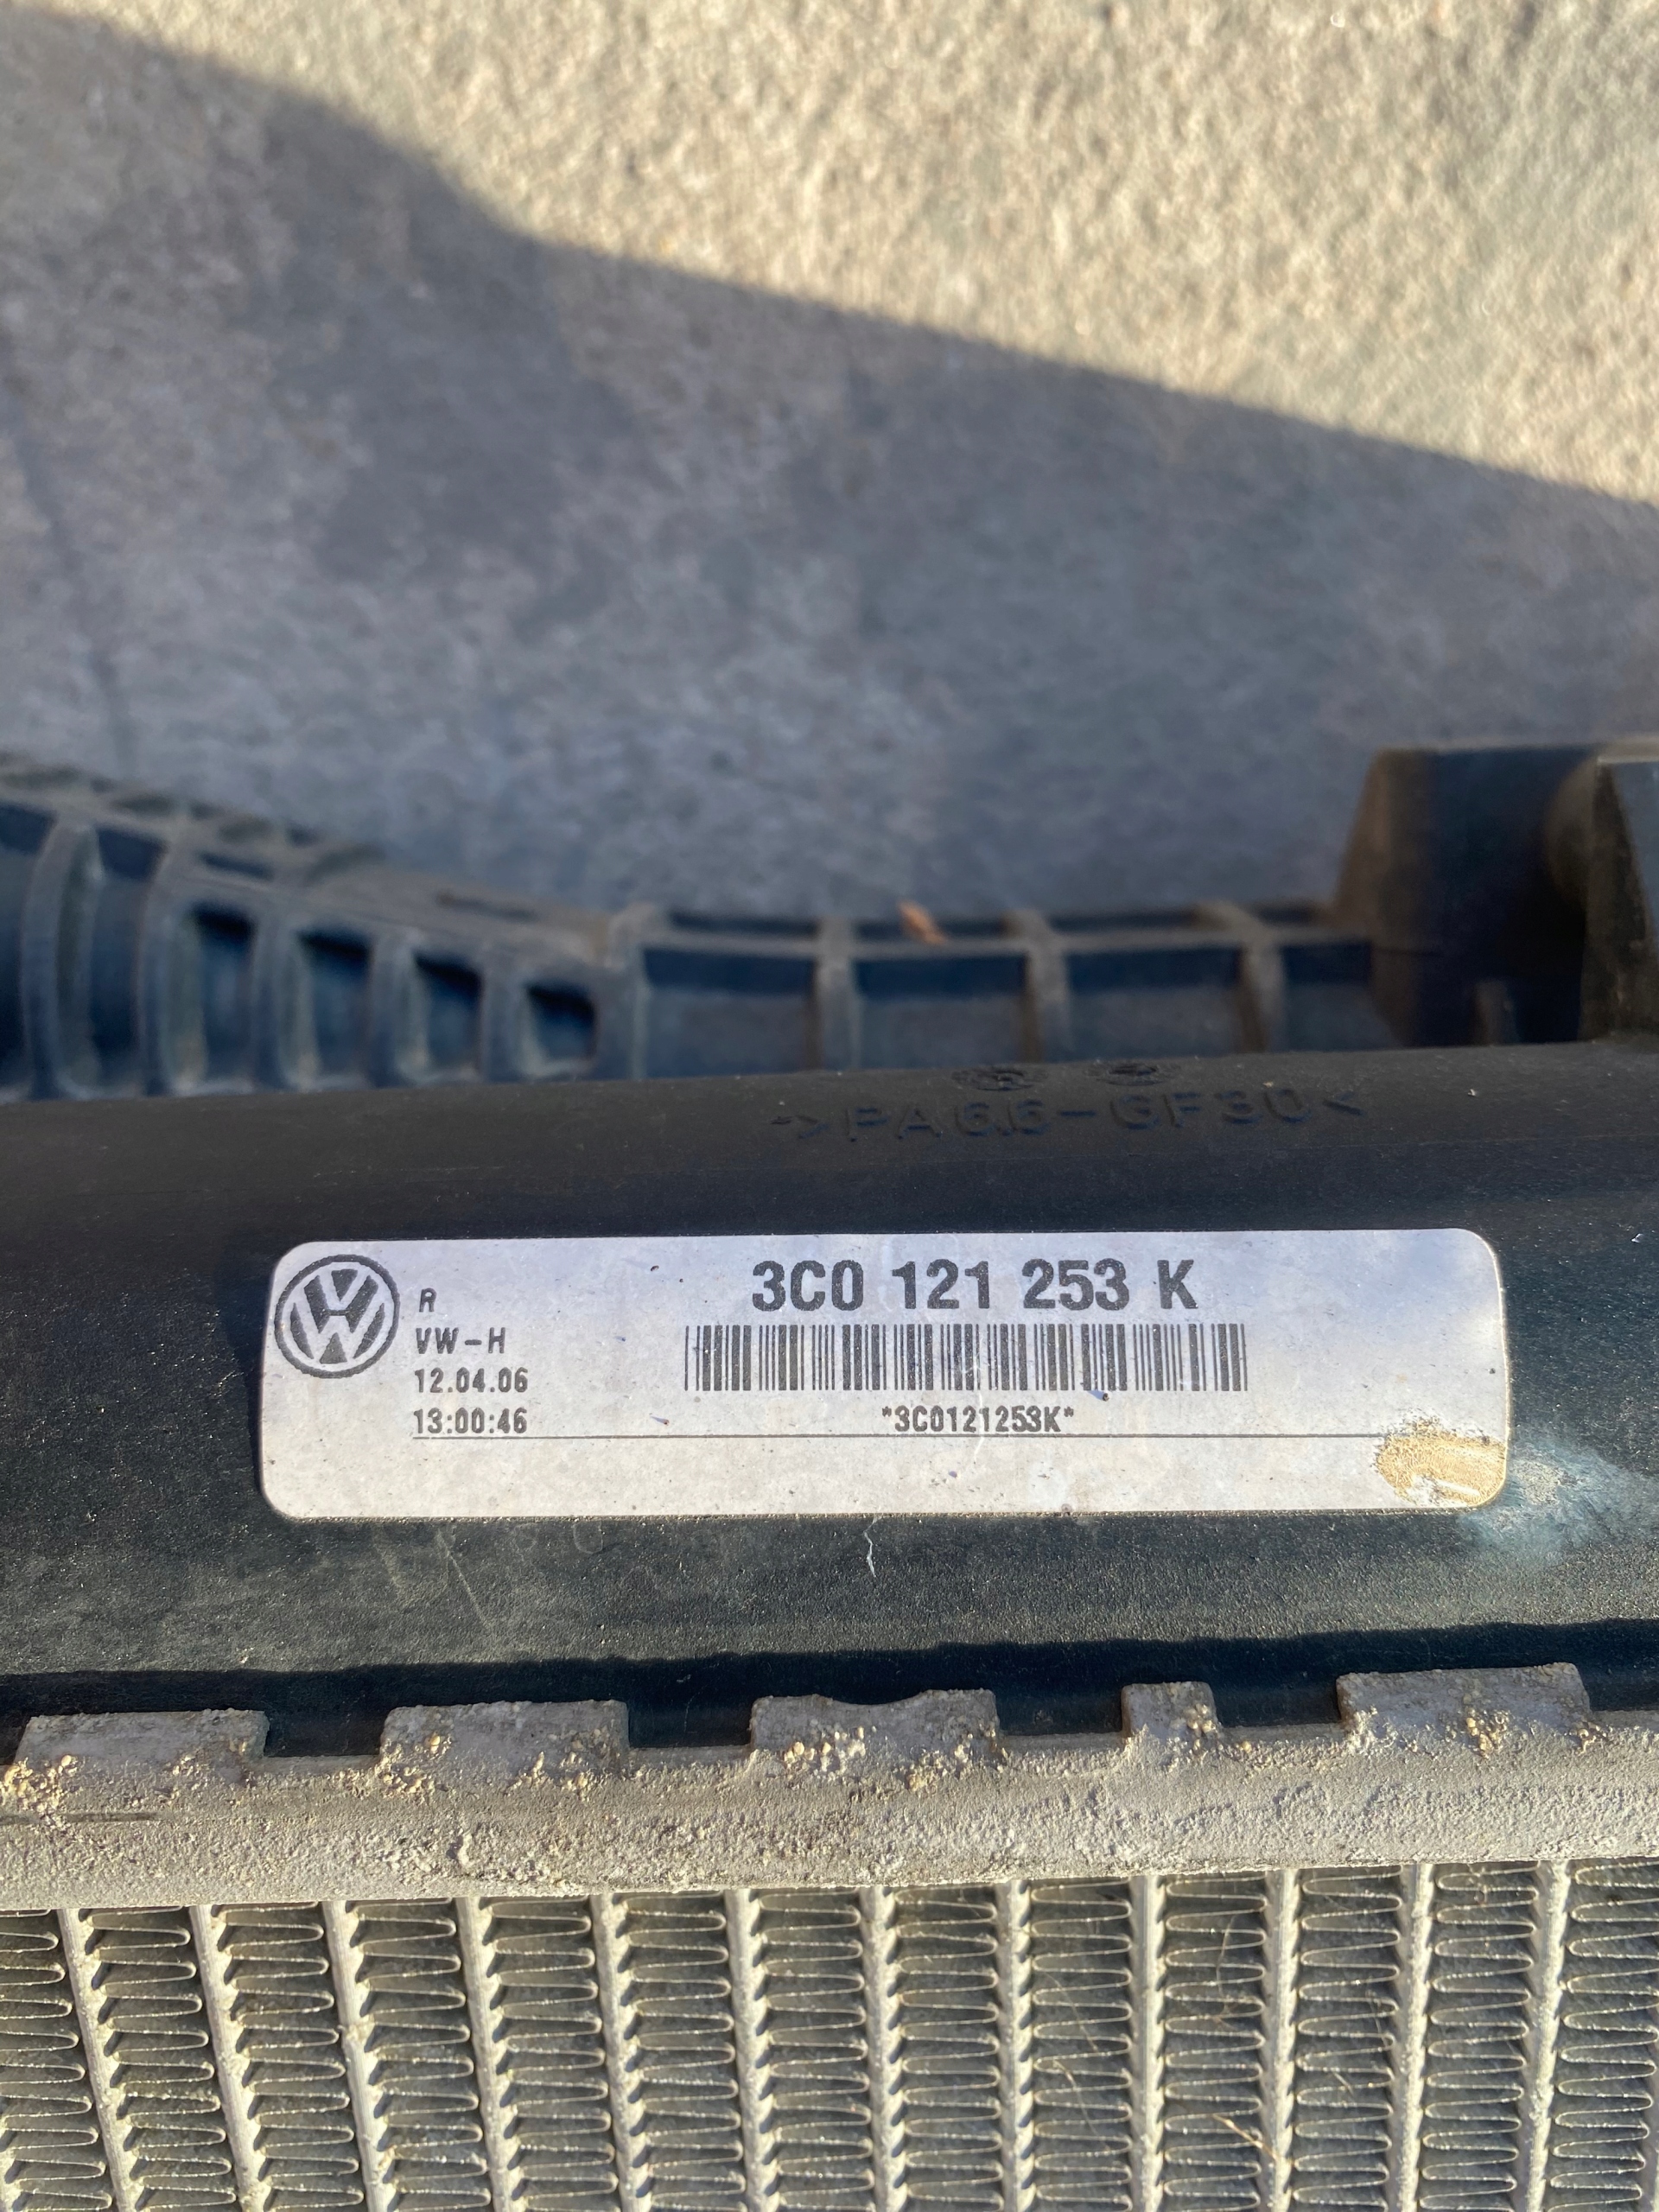 >PA6.6-GF30<
R
3C0 121 253 K
VW-H
12.04.06
13:00:46
*3C0121253K*